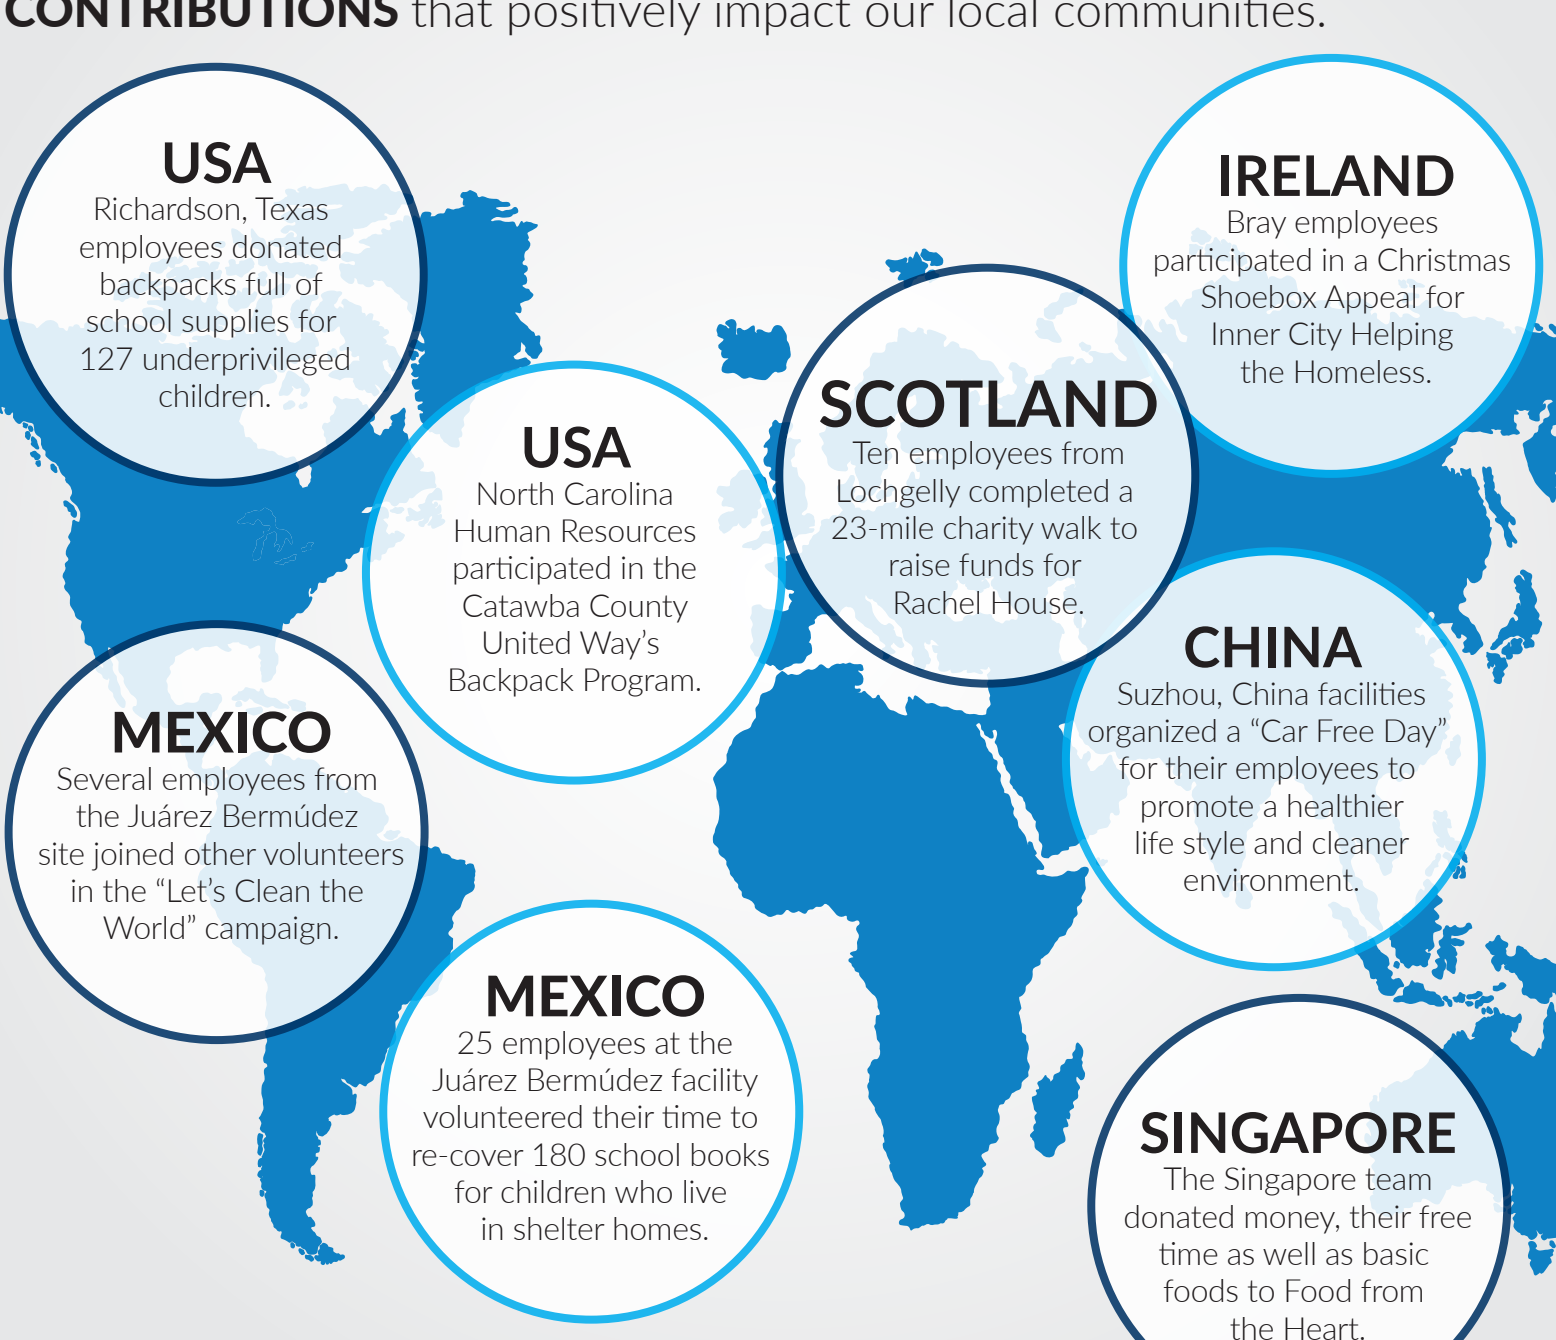 CONTRIBUTIONS that positively impact our local communities.
USA
Richardson, Texas
employees donated
backpacks full of
school supplies for
127 underprivileged
children.
IRELAND
Bray employees
participated in a Christmas
Shoebox Appeal for
Inner City Helping
the Homeless.
SCOTLAND
Ten employees from
Lochgelly completed a
23-mile charity walk to
raise funds for
Rachel House.
USA
North Carolina
Human Resources
participated in the
Catawba County
United Way’s
Backpack Program.
CHINA
Suzhou, China facilities
organized a “Car Free Day”
for their employees to
promote a healthier
life style and cleaner
environment.
MEXICO
Several employees from
the Juárez Bermúdez
site joined other volunteers
in the “Let’s Clean the
World” campaign.
MEXICO
25 employees at the
Juárez Bermúdez facility
volunteered their time to
re-cover 180 school books
for children who live
in shelter homes.
SINGAPORE
The Singapore team
donated money, their free
time as well as basic
foods to Food from
the Heart.